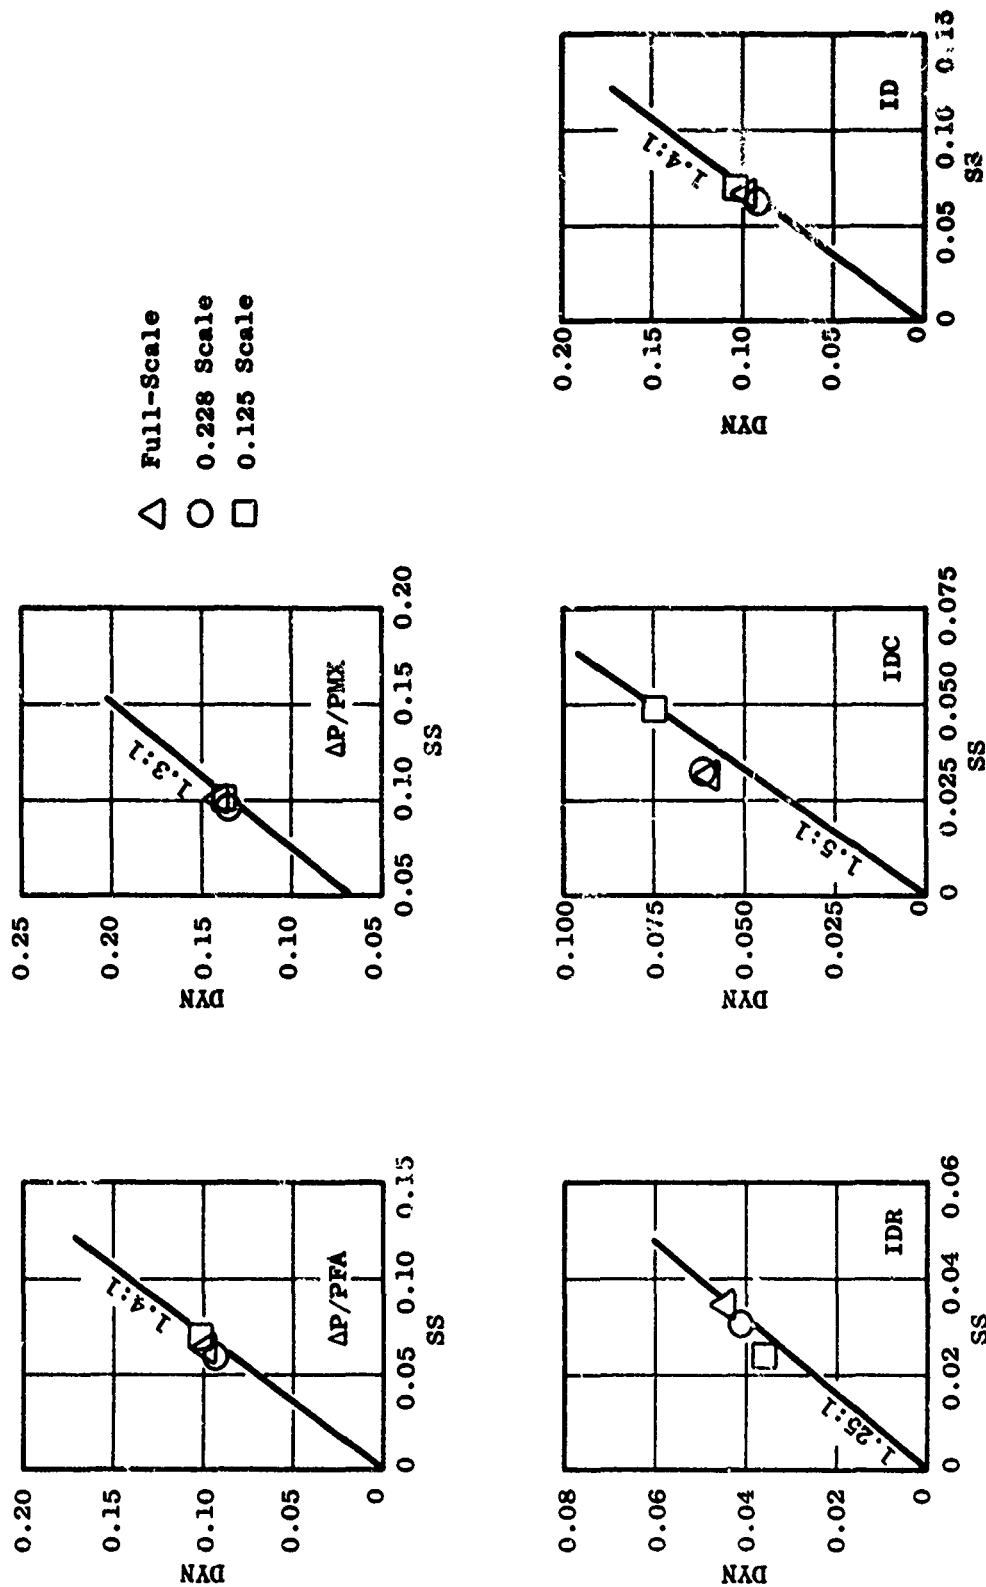 Full-Scale
0.228 Scale
0.125 Scale
0.20
0.15
0.10
0.05
0
DYN
1.4:1
ΔP/PFA
0 0.05 0.10 0.15
SS
0.25
0.20
0.15
0.10
0.05
DYN
1.3:1
ΔP/PMX
0.05 0.10 0.15 0.20
SS
0.08
0.06
0.04
0.02
0
DYN
1.25:1
IDR
0 0.02 0.04 0.06
SS
0.100
0.075
0.050
0.025
0
DYN
1.5:1
IDC
0 0.025 0.050 0.075
SS
0.20
0.15
0.10
0.05
0
DYN
1.4:1
ID
0 0.05 0.10 0.15
SS